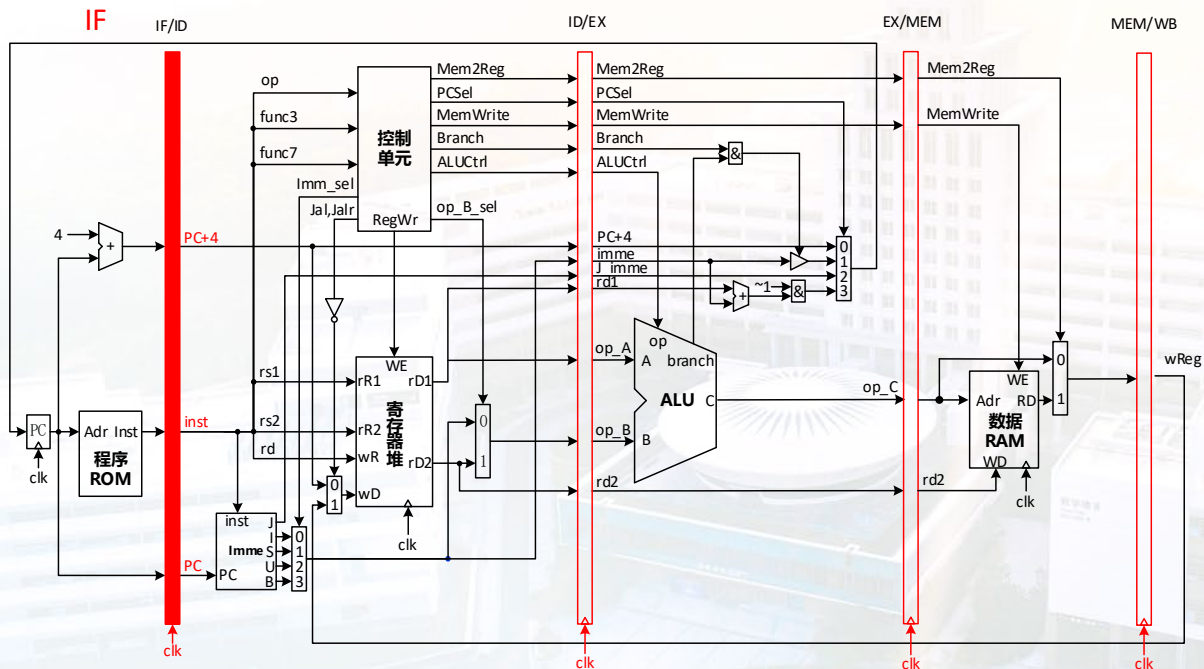 IF
IF/ID
ID/EX
EX/MEM
MEM/WB
op
func3
func7
Imm_sel
Jal,Jalr
控制
单元
RegWr
Mem2Reg
PCSel
MemWrite
Branch
ALUCtrl
op_B_sel
Mem2Reg
PCSel
MemWrite
Branch
ALUCtrl
&
Mem2Reg
MemWrite
4
+
PC+4
PC+4
imme
J_imme
rd1
+
~1
&
0
1
2
3
PC
clk
Adr Inst
程序
ROM
inst
PC
rs1
rs2
rd
WE
rR1
rR2
wR
wD
rD1
rD2
寄存器堆
clk
0
1
0
1
inst
PC
Imme
J
I
S
U
B
0
1
2
3
op_A
op_B
rd2
op
A
B
branch
ALU
C
op_C
rd2
WE
Adr
RD
数据
RAM
WD
clk
0
1
wReg
clk
clk
clk
clk